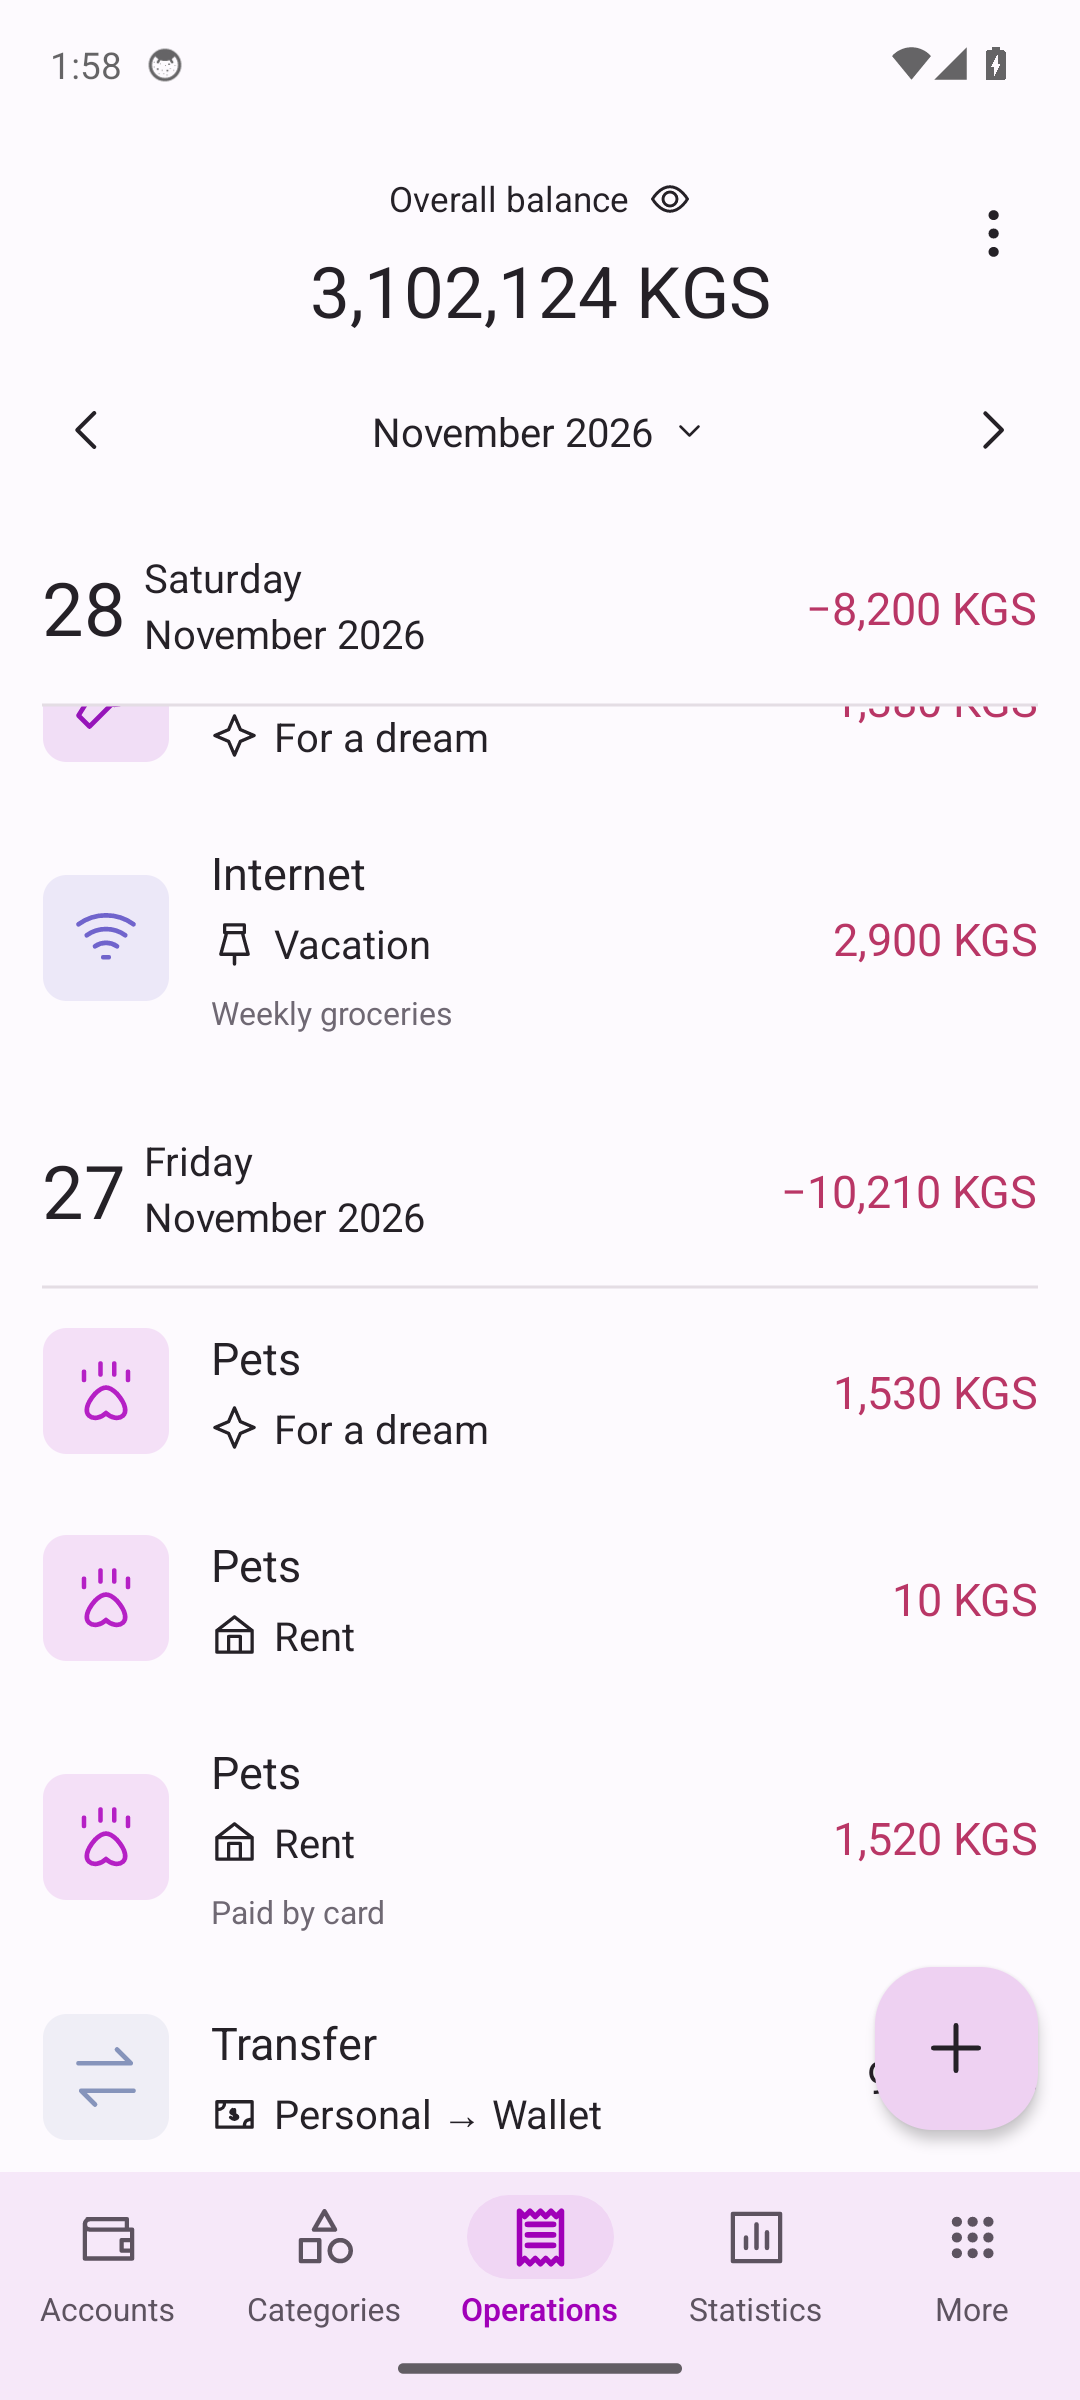 1:58
Overall balance
3,102,124 KGS
November 2026
28
Saturday
November 2026
−8,200 KGS
For a dream
Internet
Vacation
Weekly groceries
2,900 KGS
27
Friday
November 2026
−10,210 KGS
Pets
For a dream
1,530 KGS
Pets
Rent
10 KGS
Pets
Rent
Paid by card
1,520 KGS
Transfer
Personal → Wallet
Accounts
Categories
Operations
Statistics
More